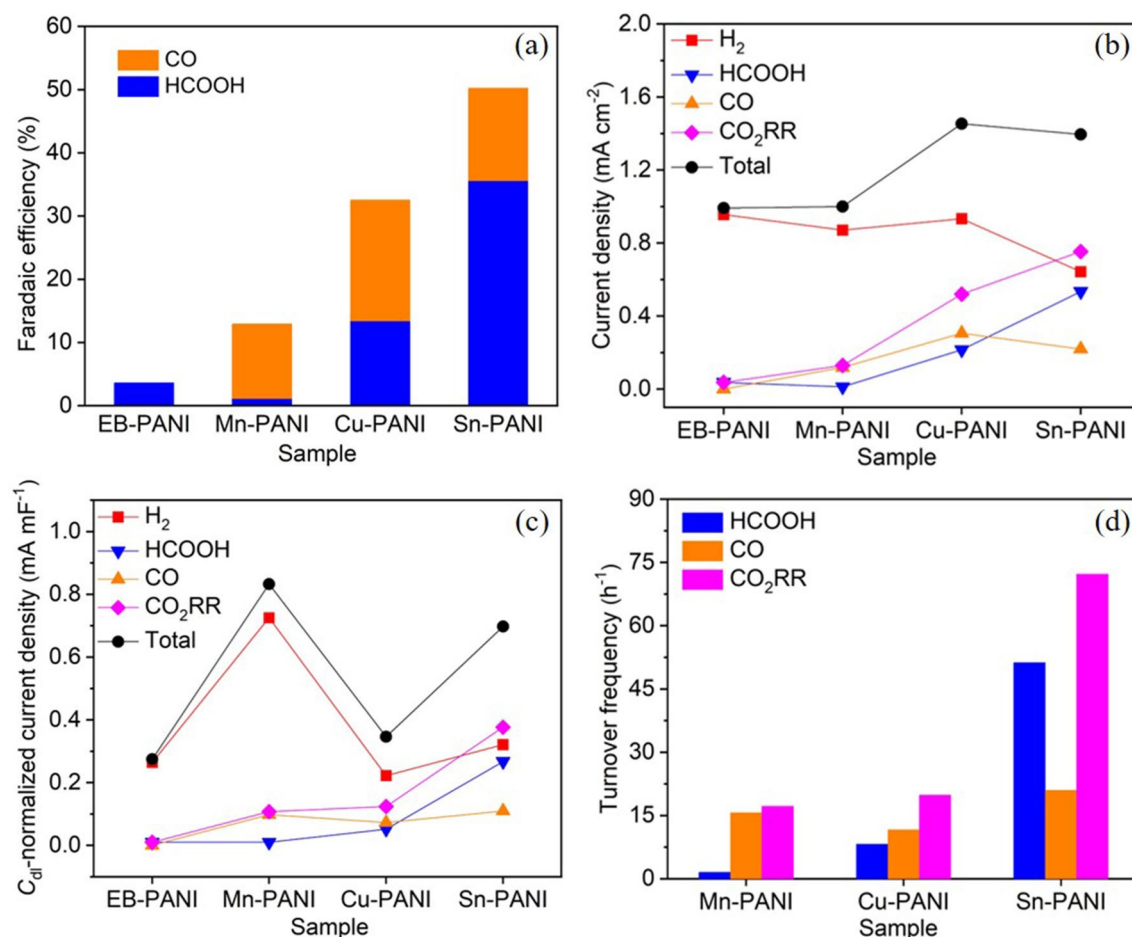 (a)
CO
HCOOH
Faradaic efficiency (%)
60
50
40
30
20
10
0
EB-PANI Mn-PANI Cu-PANI Sn-PANI
Sample
(b)
H₂
HCOOH
CO
CO₂RR
Total
Current density (mA cm⁻²)
2.0
1.6
1.2
0.8
0.4
0.0
EB-PANI Mn-PANI Cu-PANI Sn-PANI
Sample
(c)
H₂
HCOOH
CO
CO₂RR
Total
C_dl-normalized current density (mA mF⁻¹)
1.0
0.8
0.6
0.4
0.2
0.0
EB-PANI Mn-PANI Cu-PANI Sn-PANI
Sample
(d)
HCOOH
CO
CO₂RR
Turnover frequency (h⁻¹)
90
75
60
45
30
15
0
Mn-PANI Cu-PANI Sn-PANI
Sample